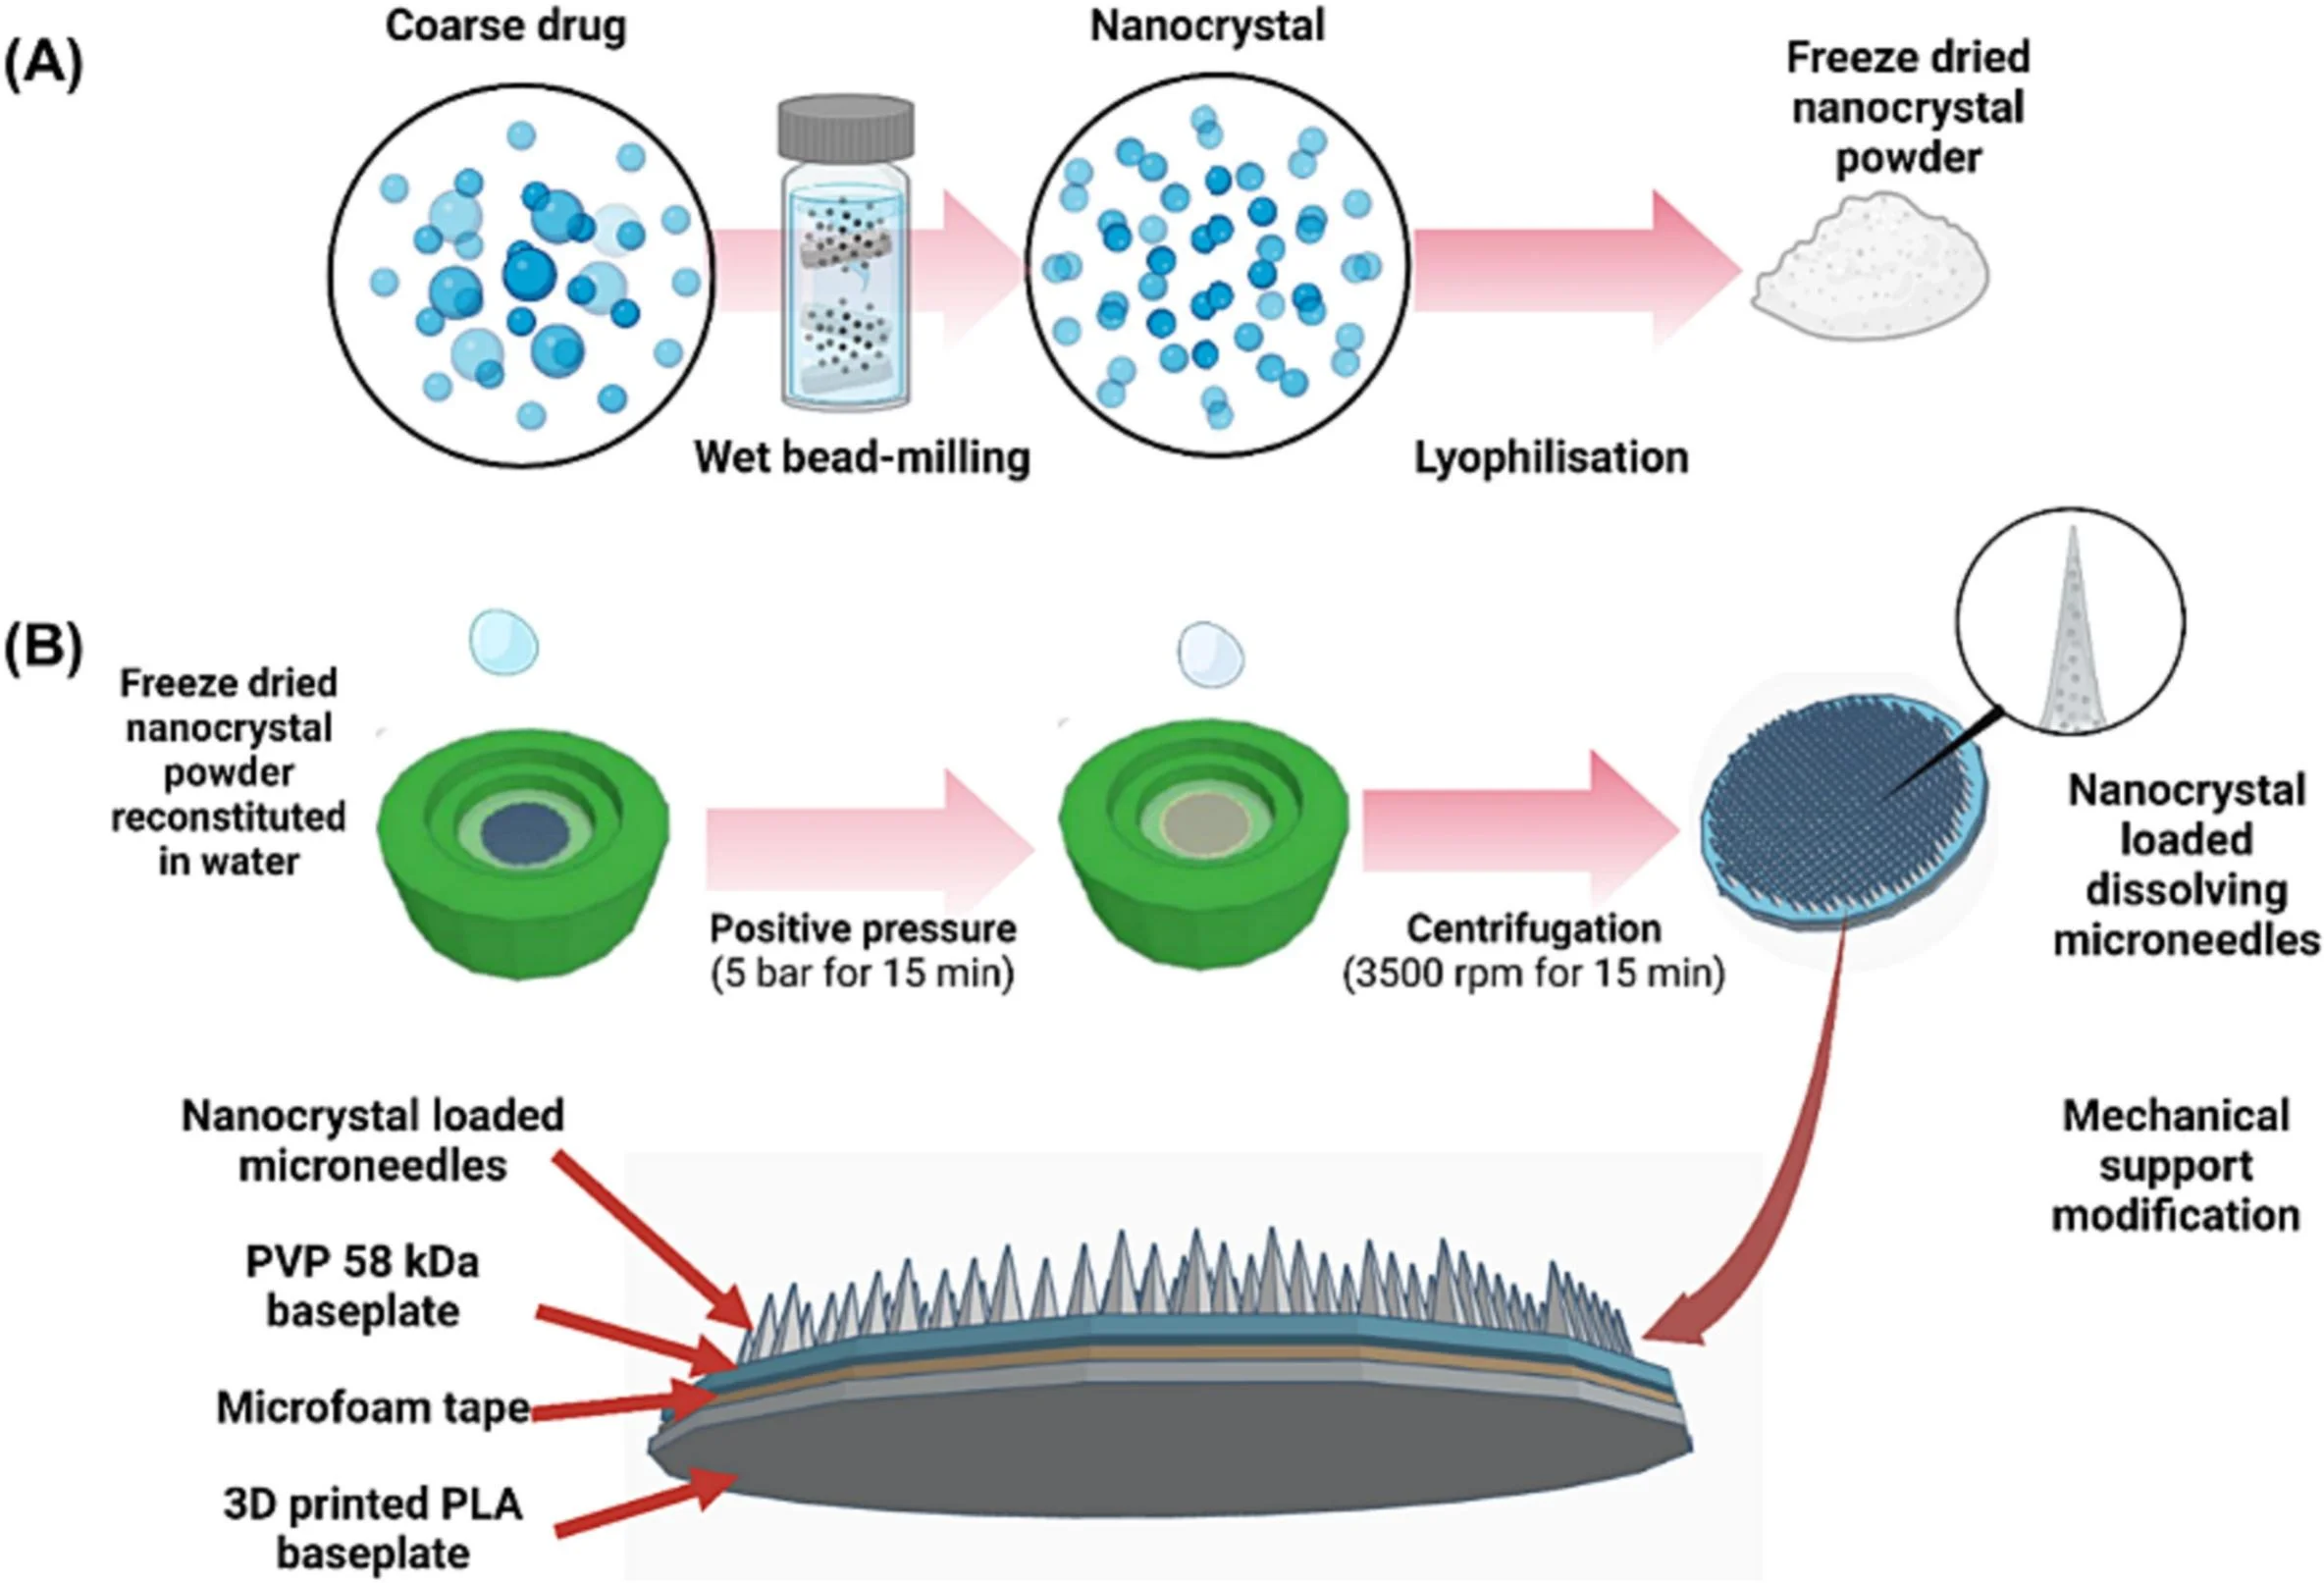 (A)
Coarse drug
Nanocrystal
Freeze dried
nanocrystal
powder
Wet bead-milling
Lyophilisation
(B)
Freeze dried
nanocrystal
powder
reconstituted
in water
Positive pressure
(5 bar for 15 min)
Centrifugation
(3500 rpm for 15 min)
Nanocrystal
loaded
dissolving
microneedles
Mechanical
support
modification
Nanocrystal loaded
microneedles
PVP 58 kDa
baseplate
Microfoam tape
3D printed PLA
baseplate